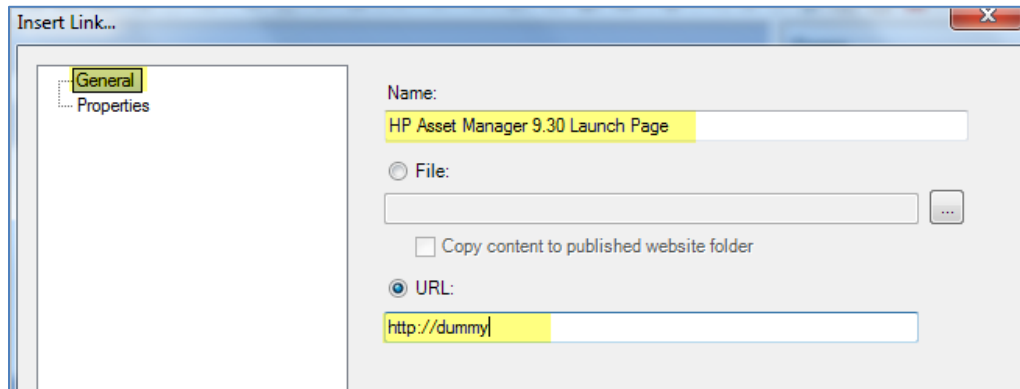 Insert Link...
General
Properties
Name:
HP Asset Manager 9.30 Launch Page
File:
...
Copy content to published website folder
URL:
http://dummy